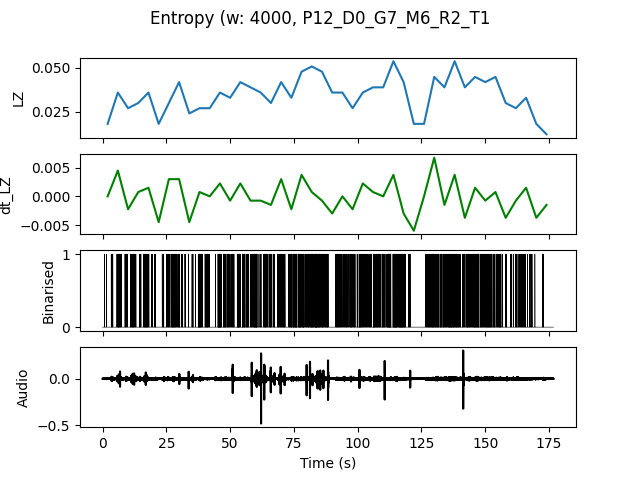 Entropy (w: 4000, P12_D0_G7_M6_R2_T1
0.050
0.025
LZ
0.005
0.000
−0.005
dt_LZ
1
0
Binarised
0.0
−0.5
Audio
0 25 50 75 100 125 150 175
Time (s)